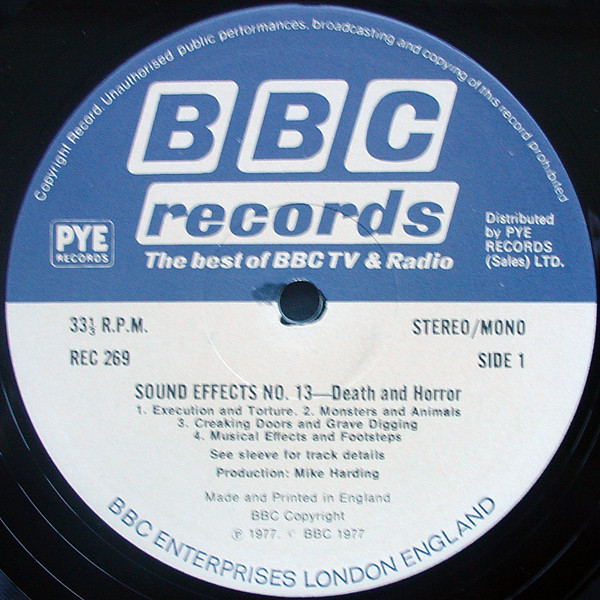 Copyright Record. Unauthorised public performances, broadcasting and copying of this record prohibited
BBC
records
The best of BBC TV & Radio
PYE
RECORDS
Distributed
by PYE
RECORDS
(Sales) LTD.
33⅓ R.P.M.
STEREO/MONO
REC 269
SIDE 1
SOUND EFFECTS NO. 13—Death and Horror
1. Execution and Torture. 2. Monsters and Animals
3. Creaking Doors and Grave Digging
4. Musical Effects and Footsteps
See sleeve for track details
Production: Mike Harding
Made and Printed in England
BBC Copyright
℗ 1977. © BBC 1977
BBC ENTERPRISES LONDON ENGLAND